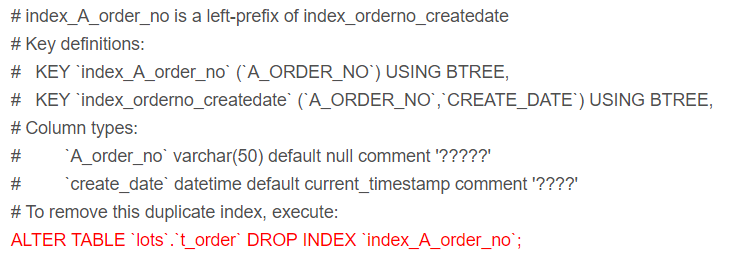 # index_A_order_no is a left-prefix of index_orderno_createdate
# Key definitions:
#   KEY `index_A_order_no` (`A_ORDER_NO`) USING BTREE,
#   KEY `index_orderno_createdate` (`A_ORDER_NO`,`CREATE_DATE`) USING BTREE,
# Column types:
#         `A_order_no` varchar(50) default null comment '?????'
#         `create_date` datetime default current_timestamp comment '????'
# To remove this duplicate index, execute:
ALTER TABLE `lots`.`t_order` DROP INDEX `index_A_order_no`;